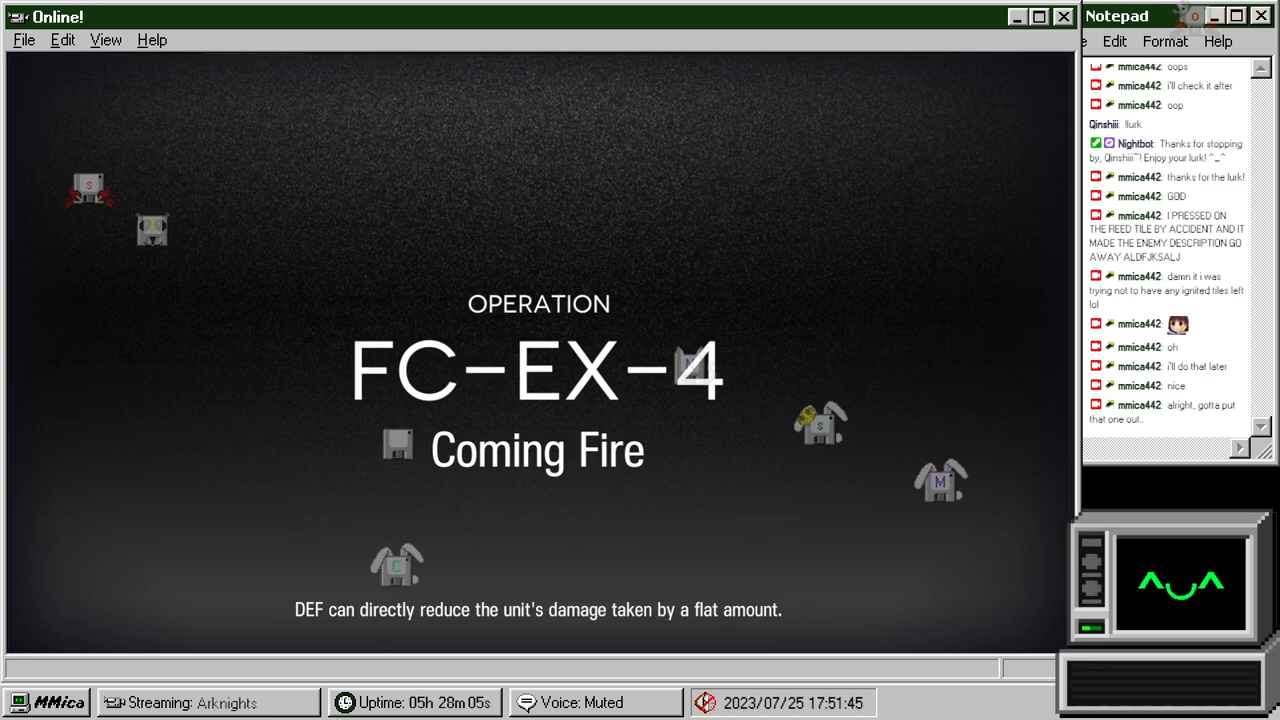 Online!
File Edit View Help
S
OPERATION
FC-EX-4
Coming Fire
S
M
C
DEF can directly reduce the unit's damage taken by a flat amount.
Notepad
Edit Format Help
mmica442: oops
mmica442: i'll check it after
mmica442: oop
Qinshiii: !lurk
Nightbot: Thanks for stopping
by, Qinshiii~! Enjoy your lurk! ^_^
mmica442: thanks for the lurk!
mmica442: GOD
mmica442: I PRESSED ON
THE REED TILE BY ACCIDENT AND IT
MADE THE ENEMY DESCRIPTION GO
AWAY ALDFJKSALJ
mmica442: damn it i was
trying not to have any ignited tiles left
lol
mmica442:
mmica442: oh
mmica442: i'll do that later
mmica442: nice
mmica442: alright, gotta put
that one out..
MMica
Streaming: Arknights
Uptime: 05h 28m 05s
Voice: Muted
2023/07/25 17:51:45